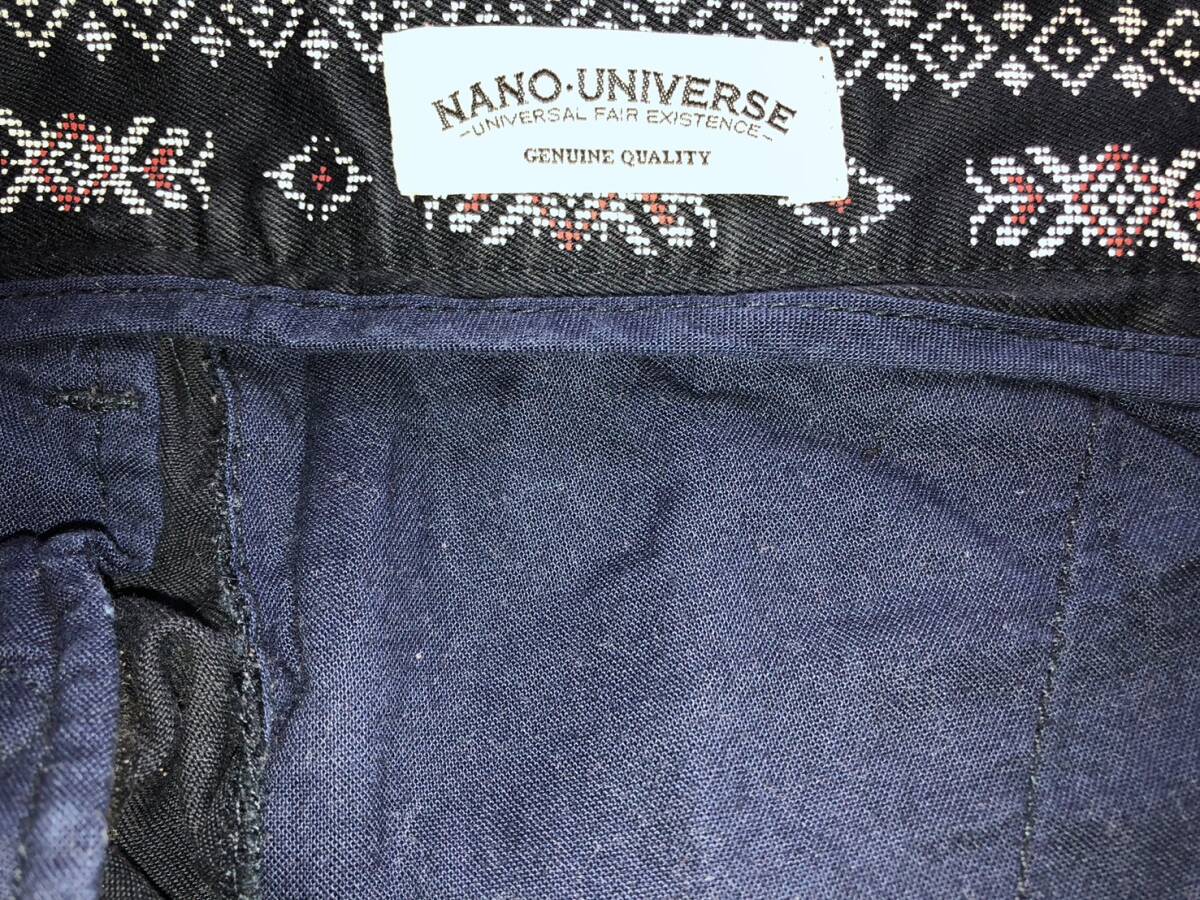 NANO·UNIVERSE
-UNIVERSAL FAIR EXISTENCE-
GENUINE QUALITY